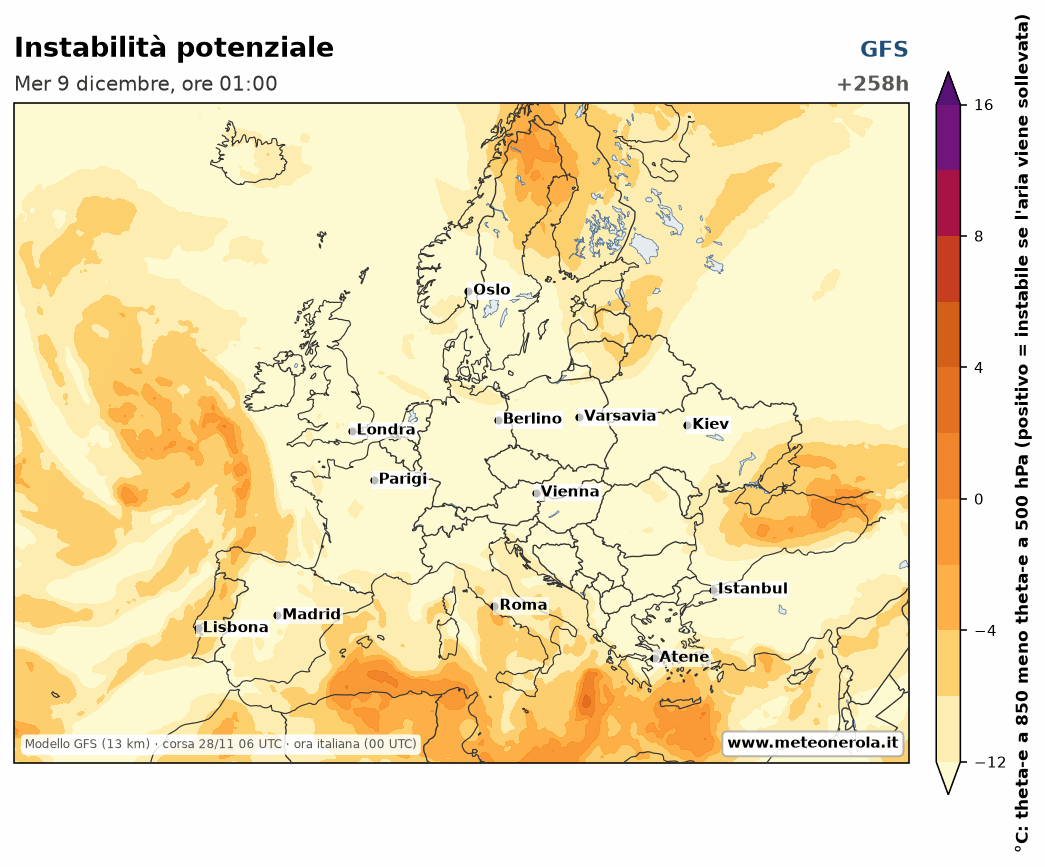 Instabilità potenziale
GFS
Mer 9 dicembre, ore 01:00
+258h
Oslo
Berlino
Varsavia
Londra
Kiev
Parigi
Vienna
Istanbul
Roma
Madrid
Lisbona
Atene
Modello GFS (13 km) · corsa 28/11 06 UTC · ora italiana (00 UTC)
www.meteonerola.it
16
8
4
0
−4
−12
°C: theta-e a 850 meno theta-e a 500 hPa (positivo = instabile se l'aria viene sollevata)